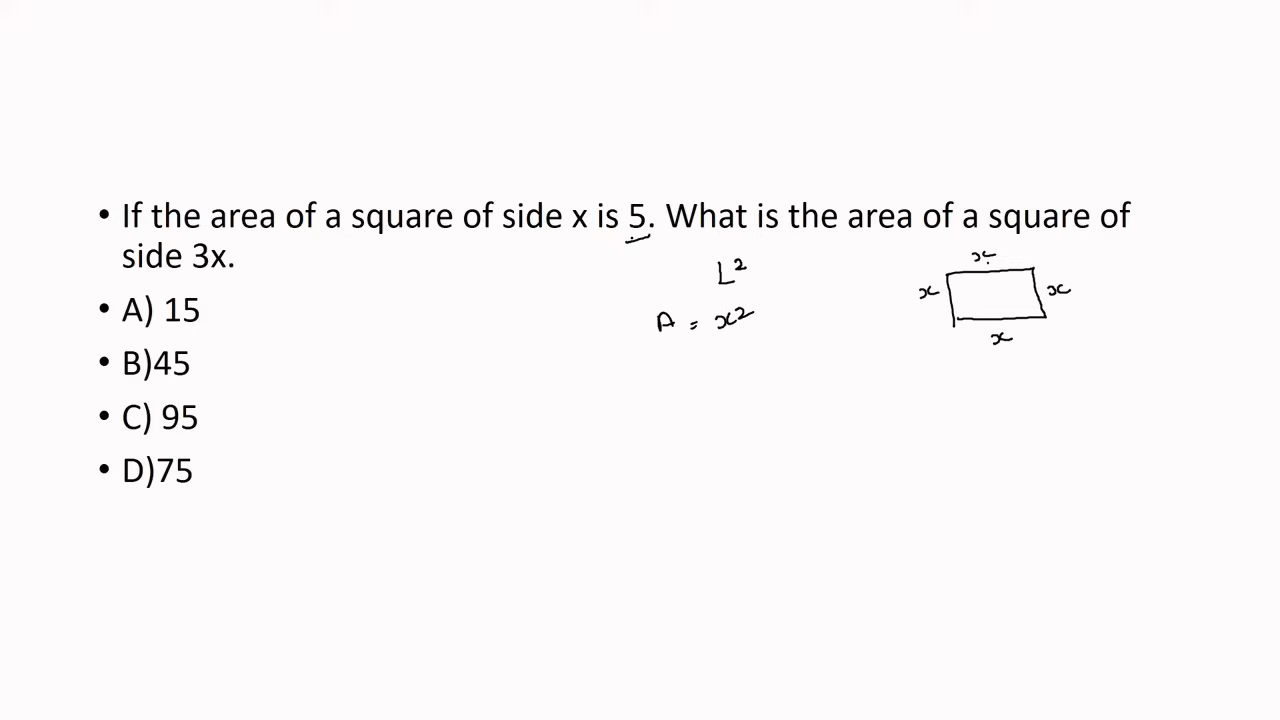 • If the area of a square of side x is 5. What is the area of a square of
side 3x.
• A) 15
• B)45
• C) 95
• D)75
L²
A = x²
x
x
x
x